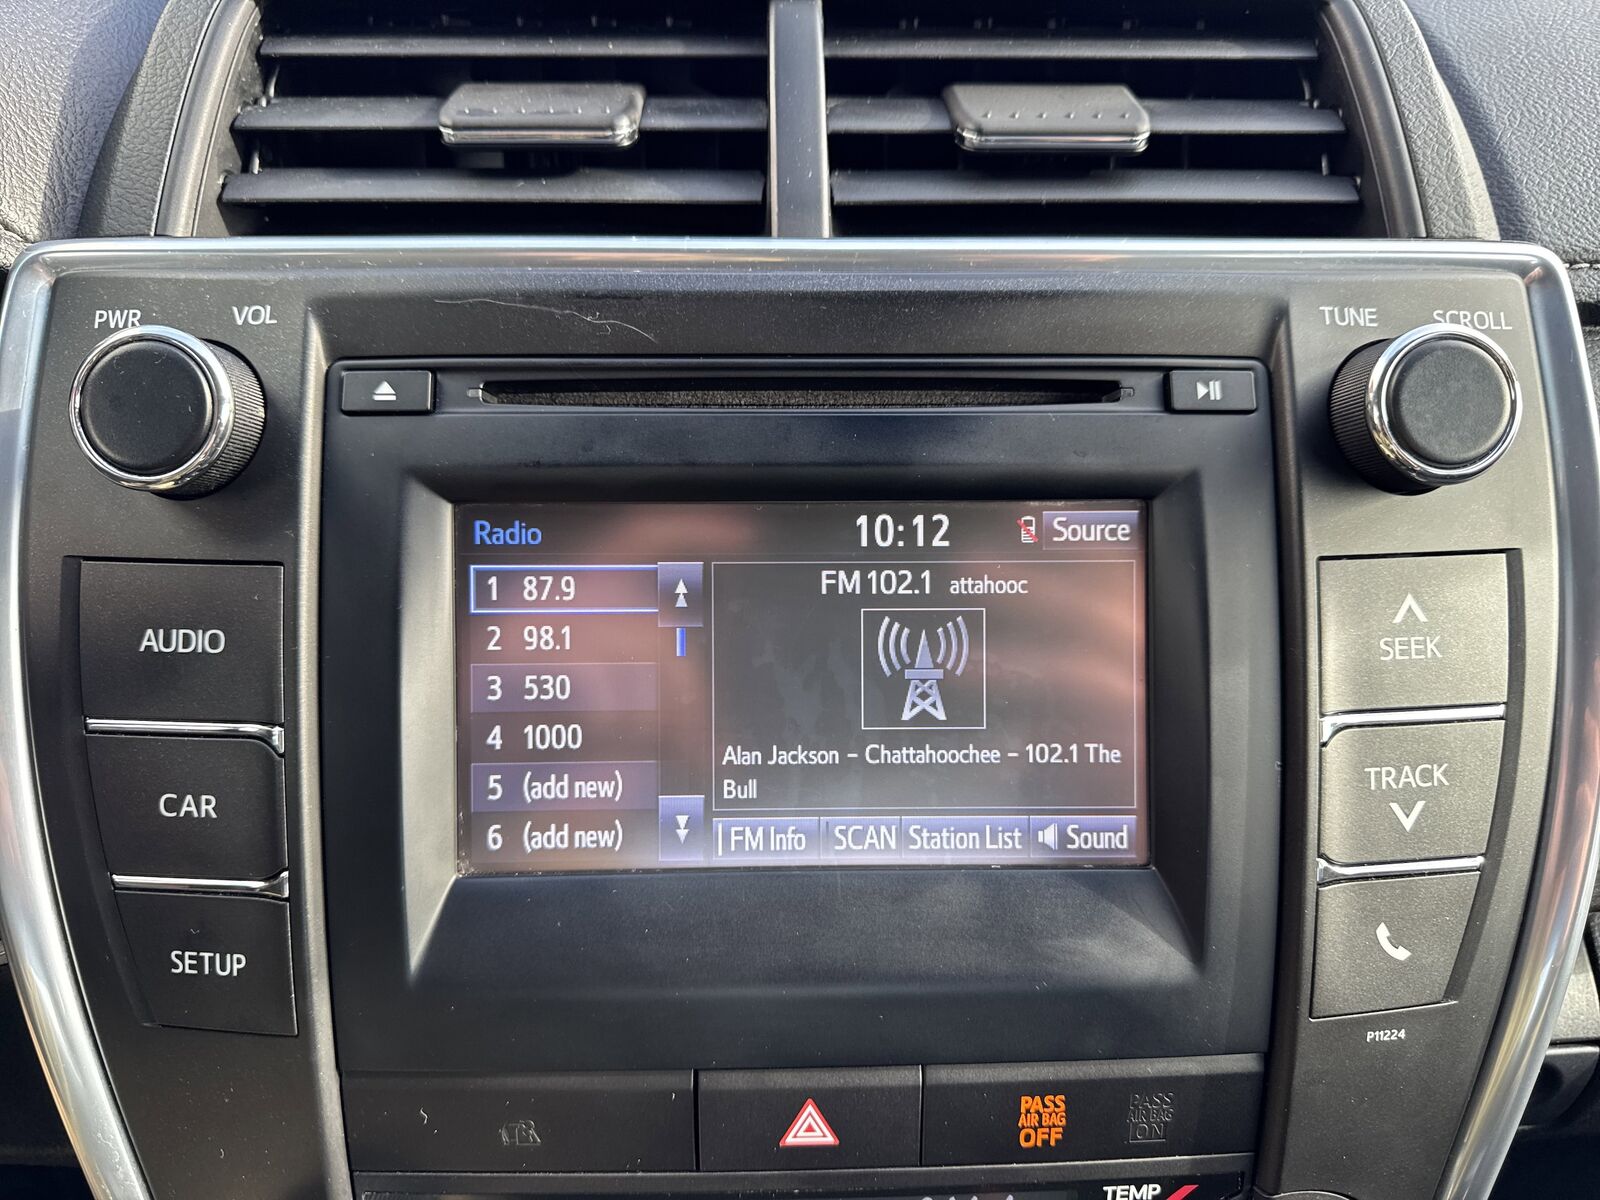 PWR VOL
TUNE SCROLL
Radio 10:12 Source
1 87.9
2 98.1
3 530
4 1000
5 (add new)
6 (add new)
FM 102.1 attahooc
Alan Jackson - Chattahoochee - 102.1 The
Bull
FM Info SCAN Station List Sound
AUDIO
CAR
SETUP
SEEK
TRACK
P11224
PASS
AIR BAG
OFF
PASS
AIR BAG
ON
TEMP